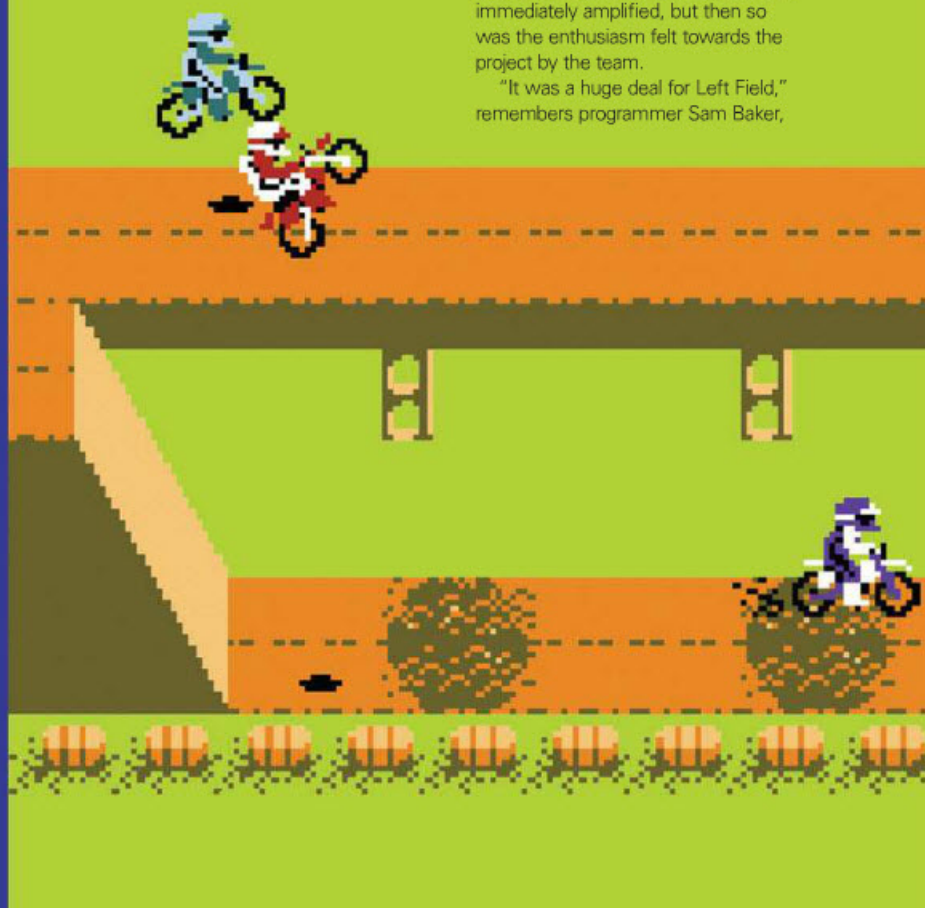 immediately amplified, but then so
was the enthusiasm felt towards the
project by the team.
"It was a huge deal for Left Field,"
remembers programmer Sam Baker,